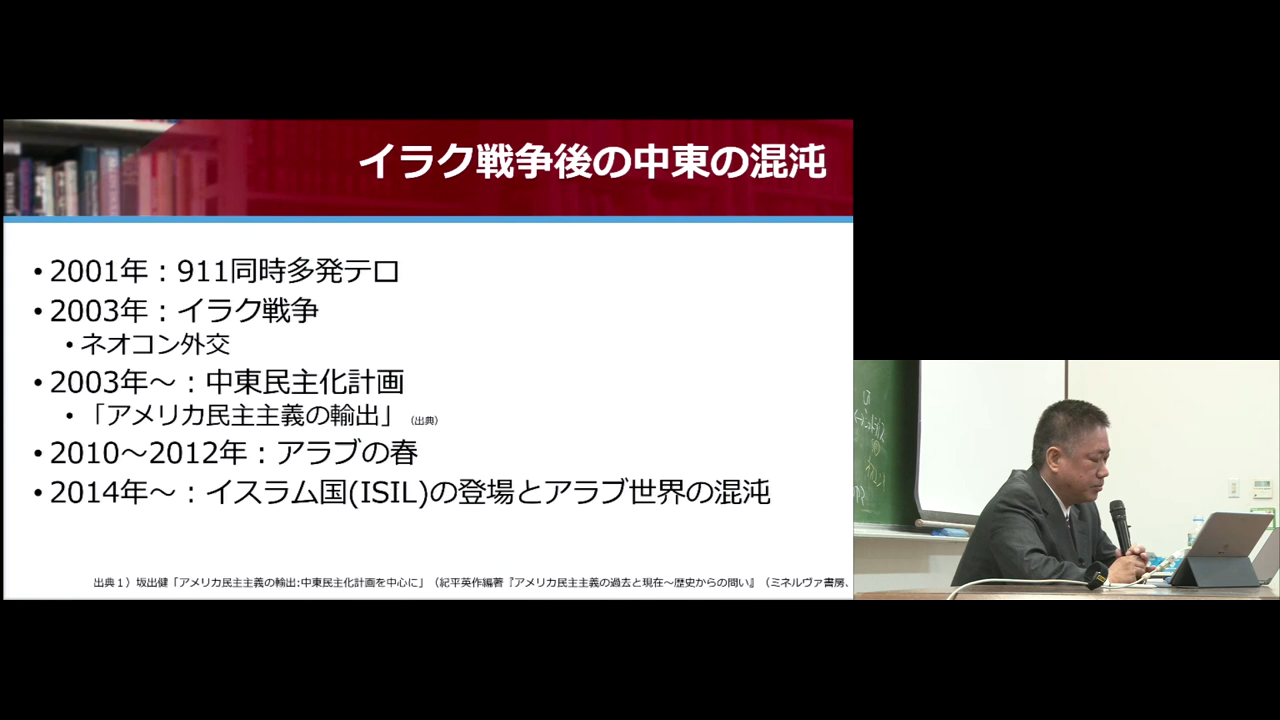 イラク戦争後の中東の混沌
• 2001年：911同時多発テロ
• 2003年：イラク戦争
• ネオコン外交
• 2003年～：中東民主化計画
• 「アメリカ民主主義の輸出」（出典）
• 2010～2012年：アラブの春
• 2014年～：イスラム国(ISIL)の登場とアラブ世界の混沌
出典１）坂出健「アメリカ民主主義の輸出:中東民主化計画を中心に」（紀平英作編著『アメリカ民主主義の過去と現在～歴史からの問い』（ミネルヴァ書房、